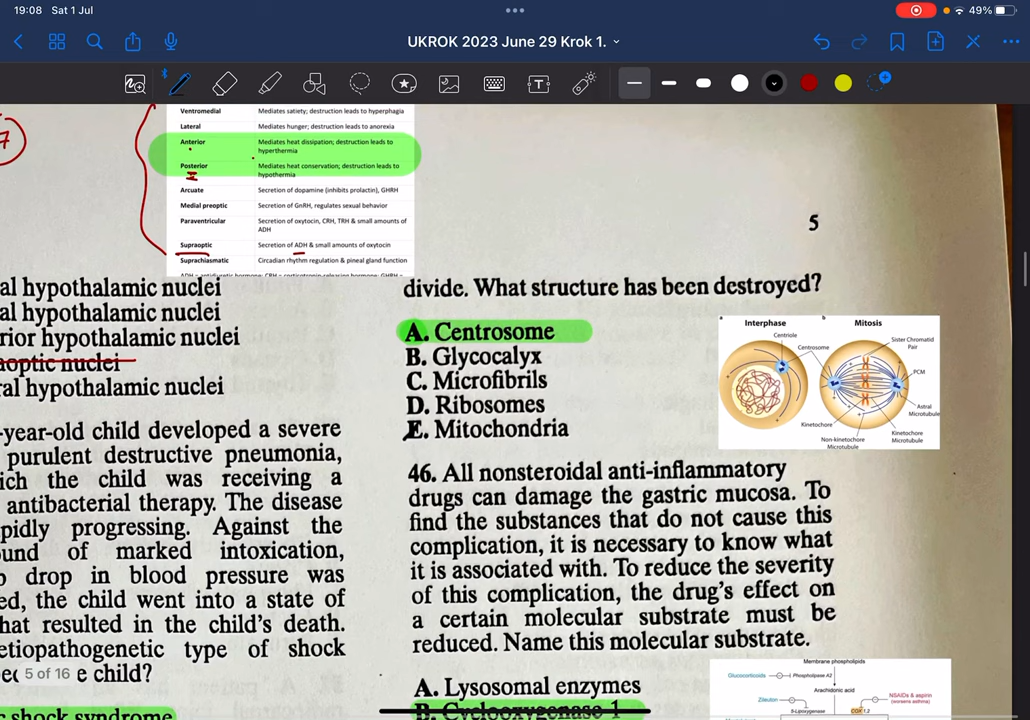 19:08 Sat 1 Jul
49%
UKROK 2023 June 29 Krok 1.
7
Ventromedial Mediates satiety; destruction leads to hyperphagia
Lateral Mediates hunger; destruction leads to anorexia
Anterior Mediates heat dissipation; destruction leads to
hyperthermia
Posterior Mediates heat conservation; destruction leads to
hypothermia
Arcuate Secretion of dopamine (inhibits prolactin), GHRH
Medial preoptic Secretion of GnRH, regulates sexual behavior
Paraventricular Secretion of oxytocin, CRH, TRH & small amounts of
ADH
Supraoptic Secretion of ADH & small amounts of oxytocin
Suprachiasmatic Circadian rhythm regulation & pineal gland function
al hypothalamic nuclei
al hypothalamic nuclei
rior hypothalamic nuclei
aoptic nuclei
ral hypothalamic nuclei
-year-old child developed a severe
purulent destructive pneumonia,
ich the child was receiving a
antibacterial therapy. The disease
pidly progressing. Against the
und of marked intoxication,
drop in blood pressure was
ed, the child went into a state of
hat resulted in the child's death.
etiopathogenetic type of shock
e child?
5 of 16
shock syndrome
5
divide. What structure has been destroyed?
A. Centrosome
B. Glycocalyx
C. Microfibrils
D. Ribosomes
E. Mitochondria
a Interphase b Mitosis
Centriole
Centrosome
Sister Chromatid
Pair
PCM
Astral
Microtubule
Kinetochore
Kinetochore
Microtubule
Non-kinetochore
Microtubule
46. All nonsteroidal anti-inflammatory
drugs can damage the gastric mucosa. To
find the substances that do not cause this
complication, it is necessary to know what
it is associated with. To reduce the severity
of this complication, the drug's effect on
a certain molecular substrate must be
reduced. Name this molecular substrate.
A. Lysosomal enzymes
B. Cyclooxygenase-1
Membrane phospholipids
Glucocorticoids Phospholipase A2
Arachidonic acid
Zileuton
5-Lipoxygenase
COX 1,2
NSAIDs & aspirin
(worsens asthma)